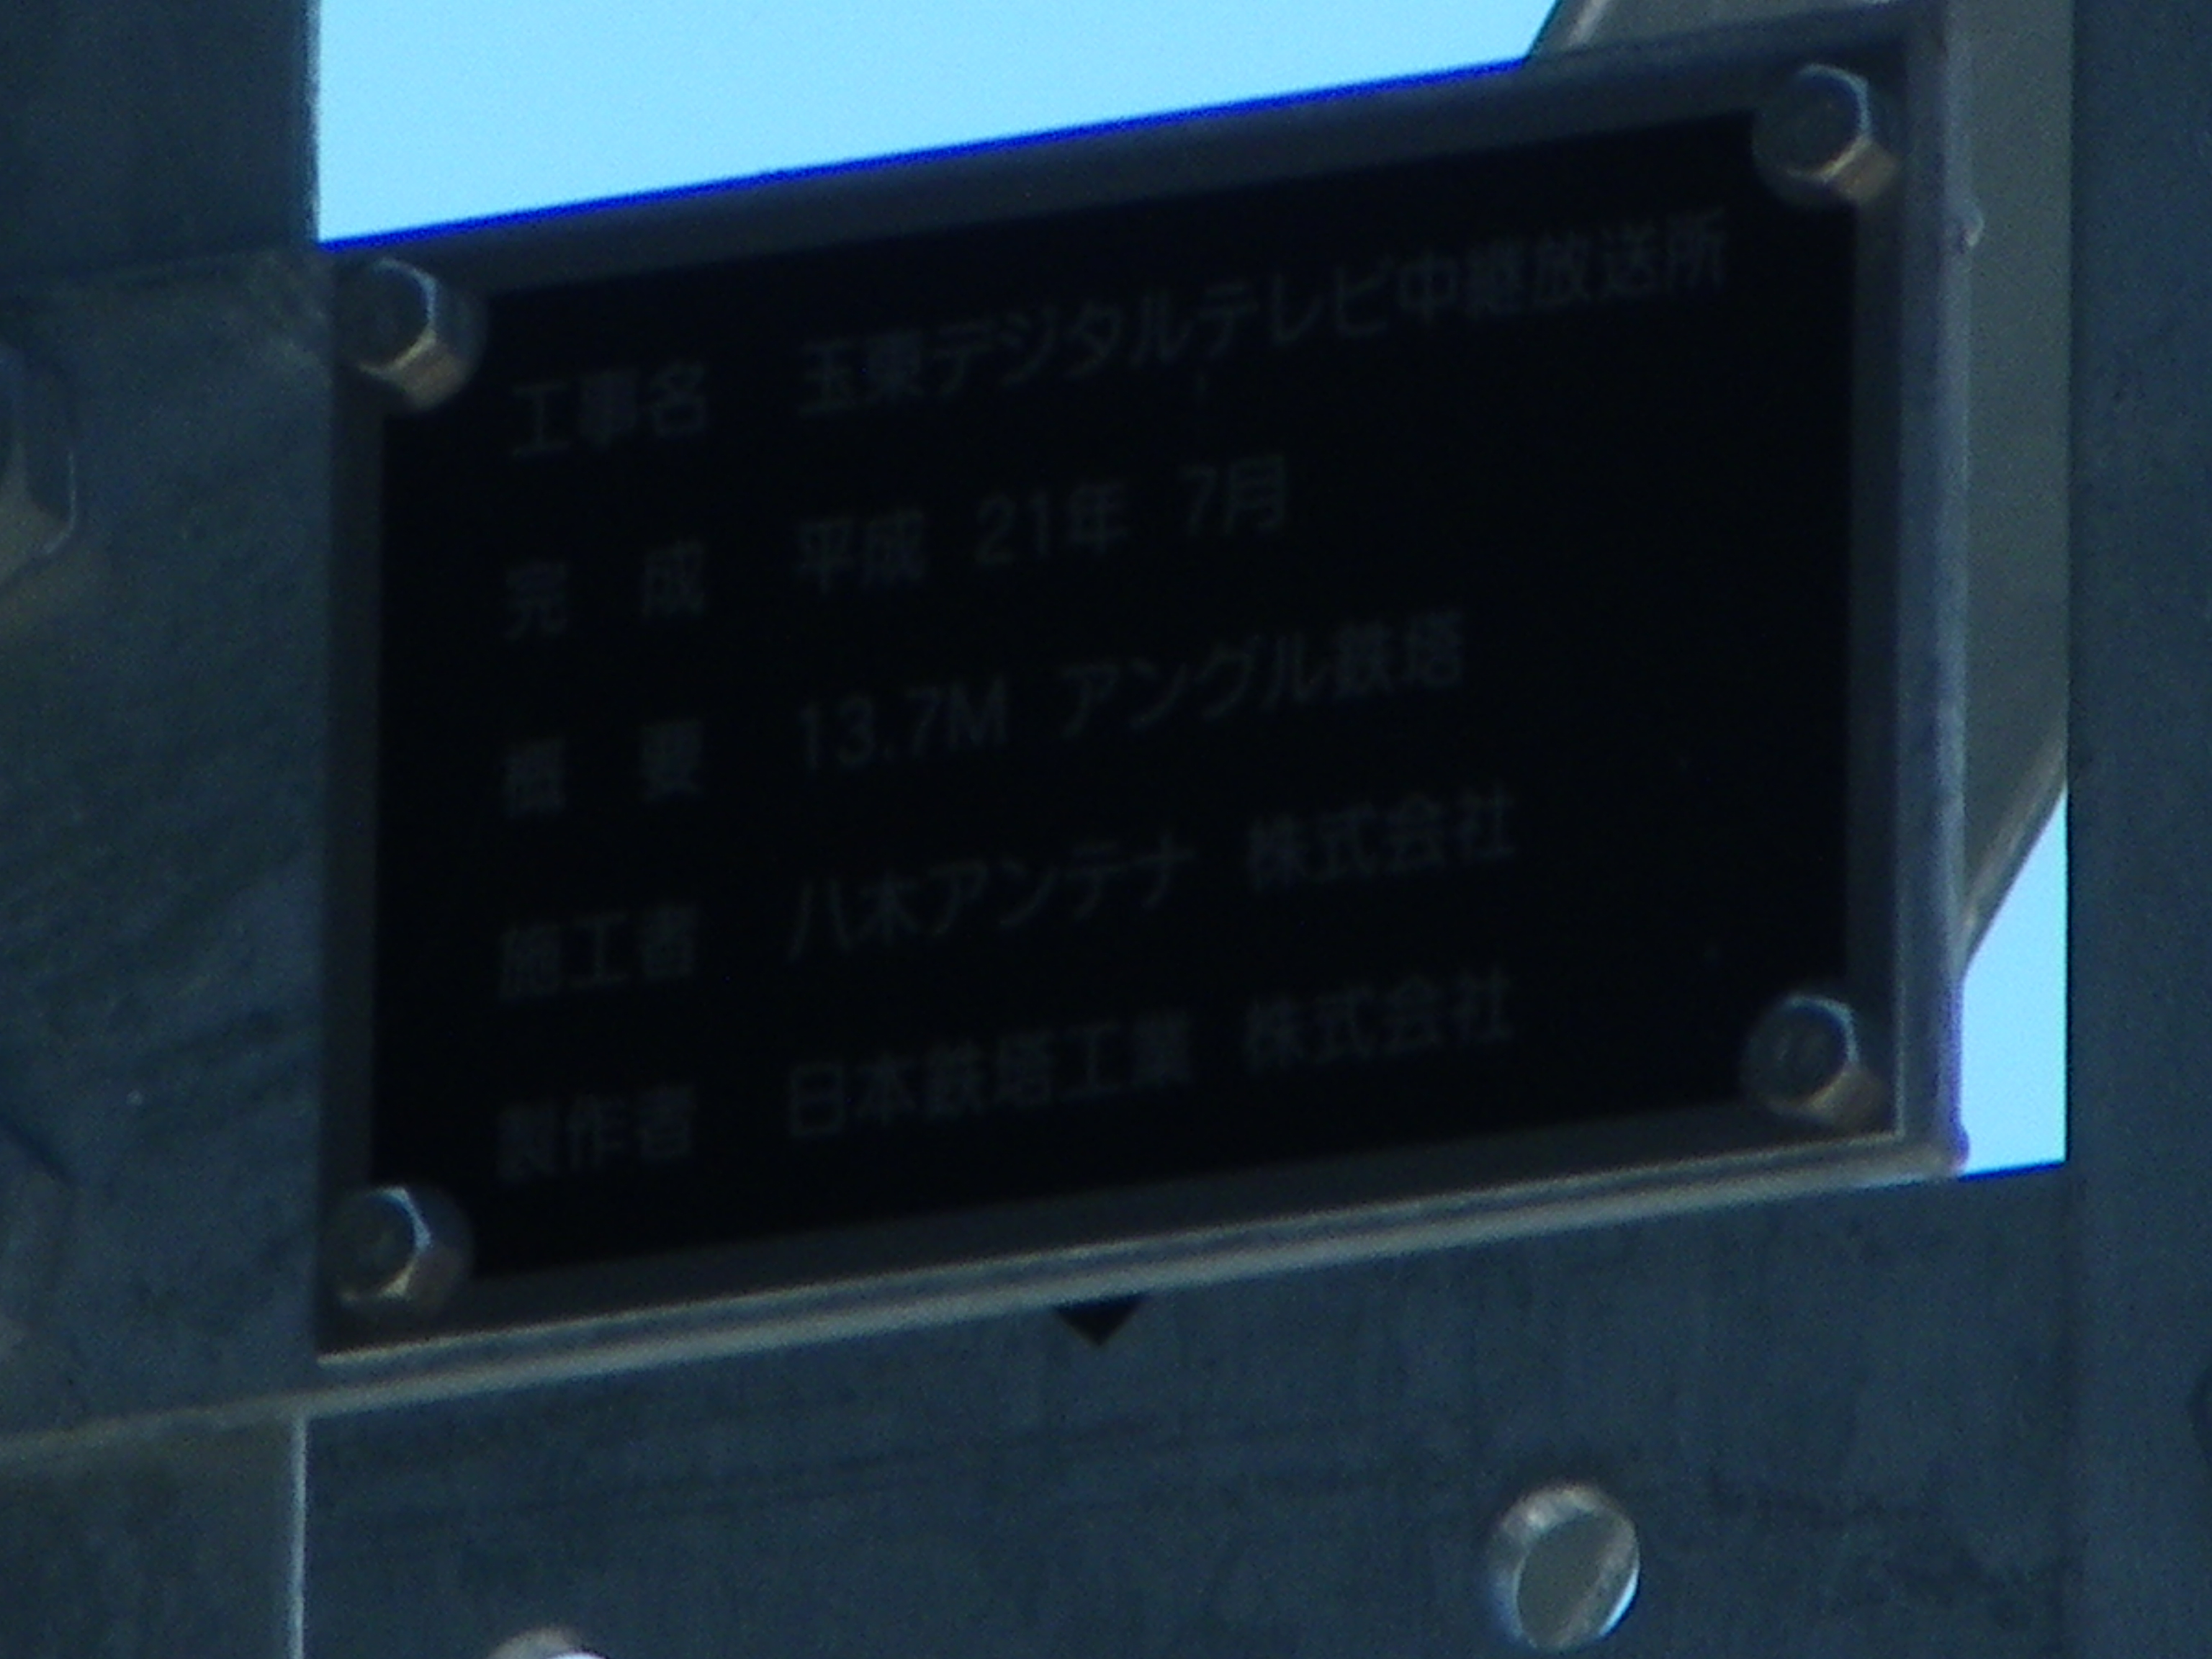 工事名 玉東デジタルテレビ中継放送所
完 成 平成 21年 7月
概 要 13.7M アングル鉄塔
施工者 八木アンテナ 株式会社
製作者 日本鉄塔工業 株式会社